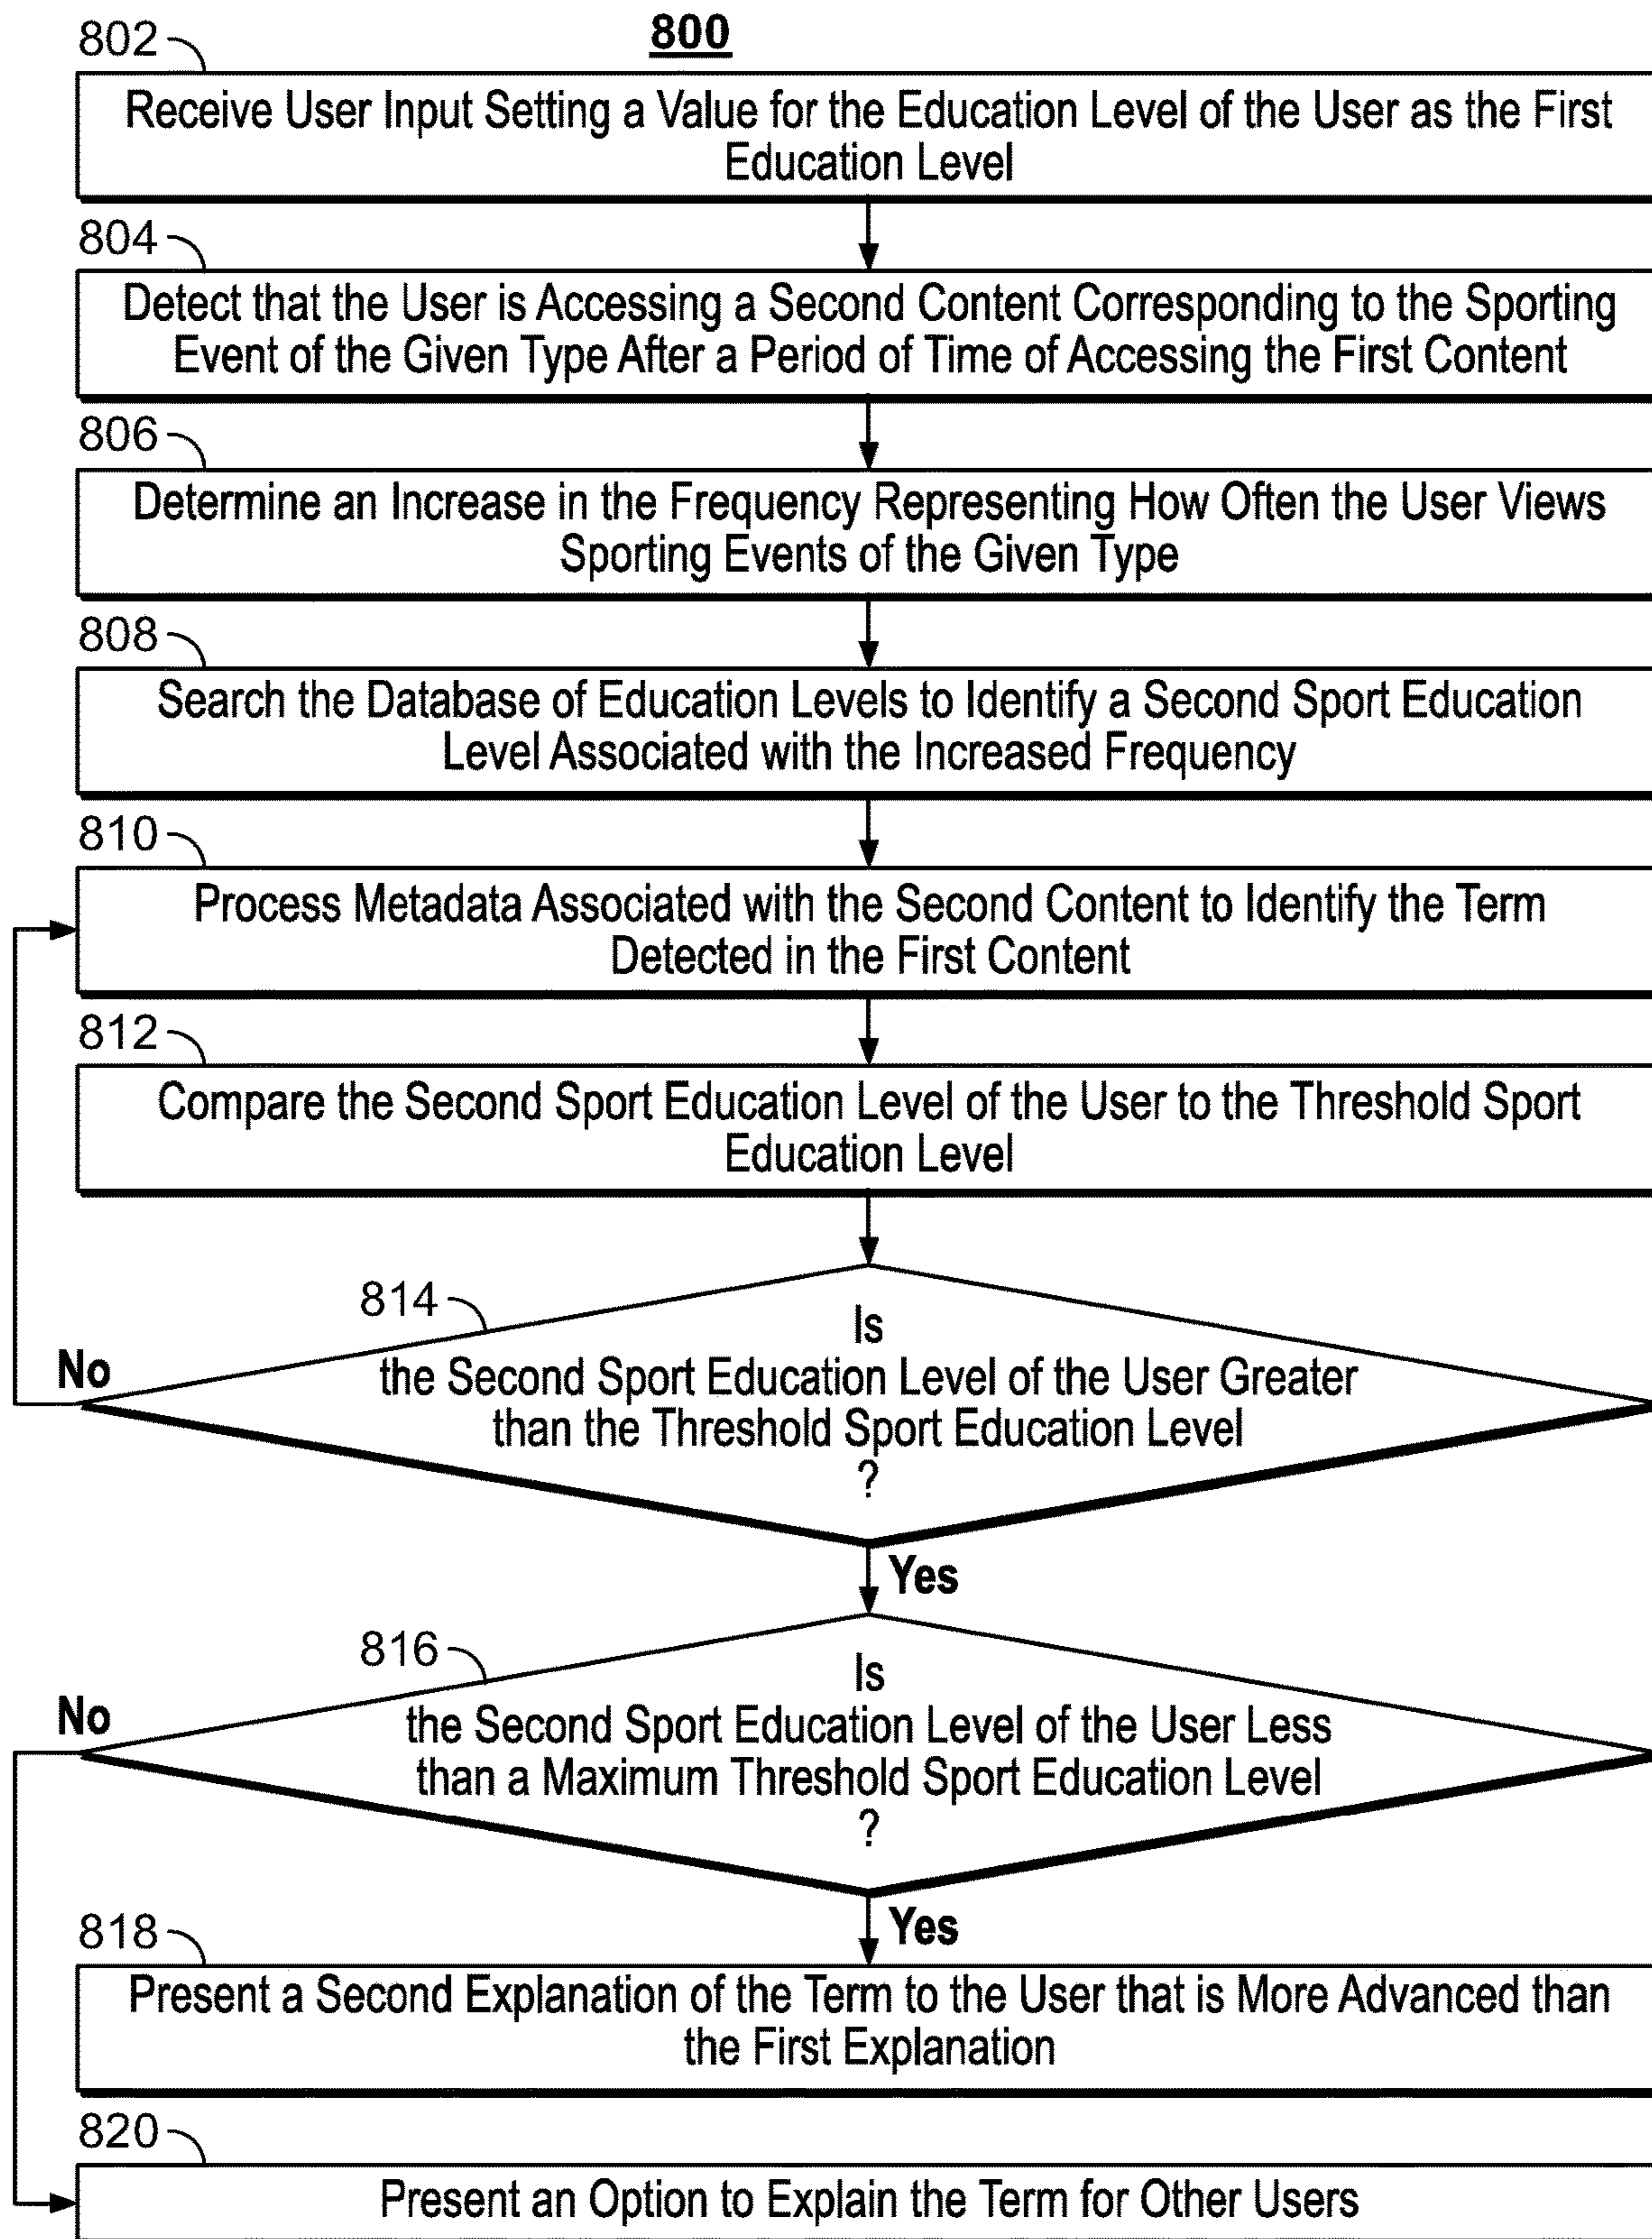 800
802
Receive User Input Setting a Value for the Education Level of the User as the First
Education Level
804
Detect that the User is Accessing a Second Content Corresponding to the Sporting
Event of the Given Type After a Period of Time of Accessing the First Content
806
Determine an Increase in the Frequency Representing How Often the User Views
Sporting Events of the Given Type
808
Search the Database of Education Levels to Identify a Second Sport Education
Level Associated with the Increased Frequency
810
Process Metadata Associated with the Second Content to Identify the Term
Detected in the First Content
812
Compare the Second Sport Education Level of the User to the Threshold Sport
Education Level
814
Is
the Second Sport Education Level of the User Greater
than the Threshold Sport Education Level
?
No
Yes
816
Is
the Second Sport Education Level of the User Less
than a Maximum Threshold Sport Education Level
?
No
Yes
818
Present a Second Explanation of the Term to the User that is More Advanced than
the First Explanation
820
Present an Option to Explain the Term for Other Users